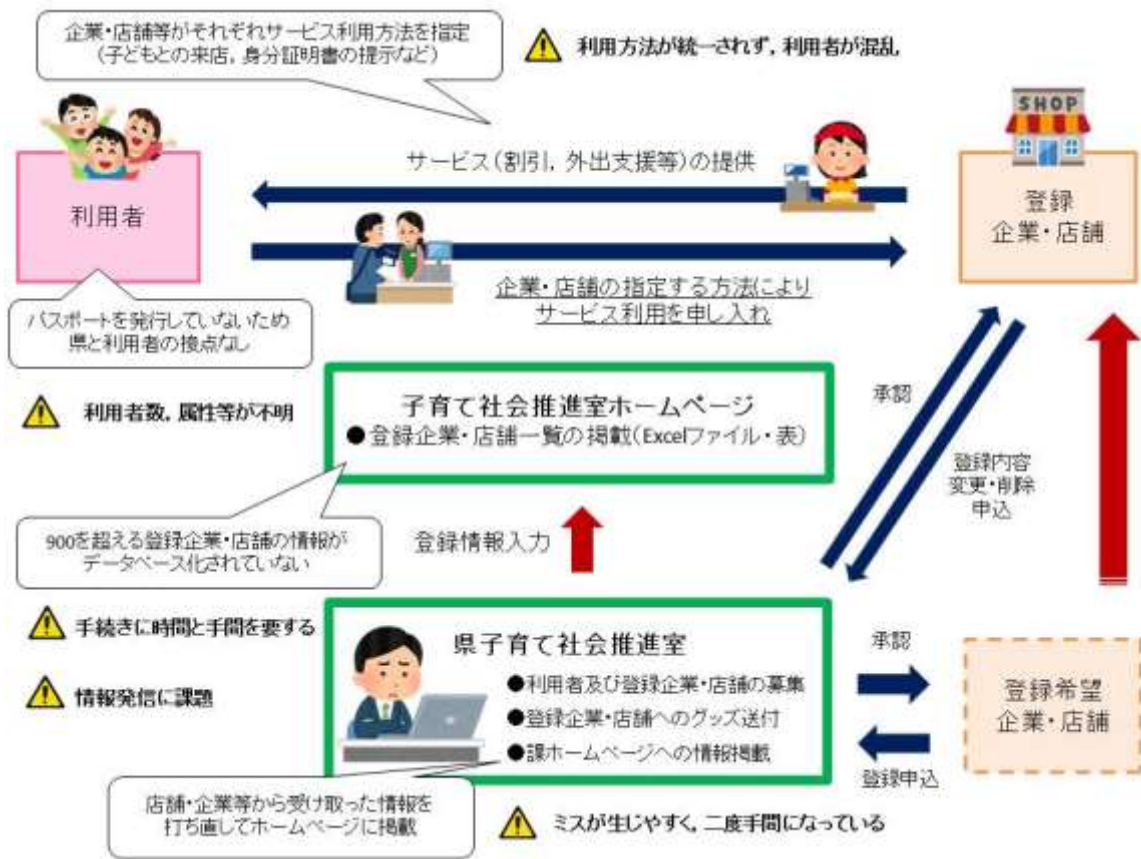 企業・店舗等がそれぞれサービス利用方法を指定
(子どもとの来店, 身分証明書の提示など)
利用方法が統一されず, 利用者が混乱
SHOP
サービス(割引, 外出支援等)の提供
利用者
登録
企業・店舗
企業・店舗の指定する方法により
サービス利用を申し入れ
パスポートを発行していないため
県と利用者の接点なし
利用者数, 属性等が不明
子育て社会推進室ホームページ
●登録企業・店舗一覧の掲載(Excelファイル・表)
承認
登録内容
変更・削除
申込
900を超える登録企業・店舗の情報が
データベース化されていない
登録情報入力
手続きに時間と手間を要する
情報発信に課題
県子育て社会推進室
●利用者及び登録企業・店舗の募集
●登録企業・店舗へのグッズ送付
●課ホームページへの情報掲載
承認
登録申込
登録希望
企業・店舗
店舗・企業等から受け取った情報を
打ち直してホームページに掲載
ミスが生じやすく, 二度手間になっている